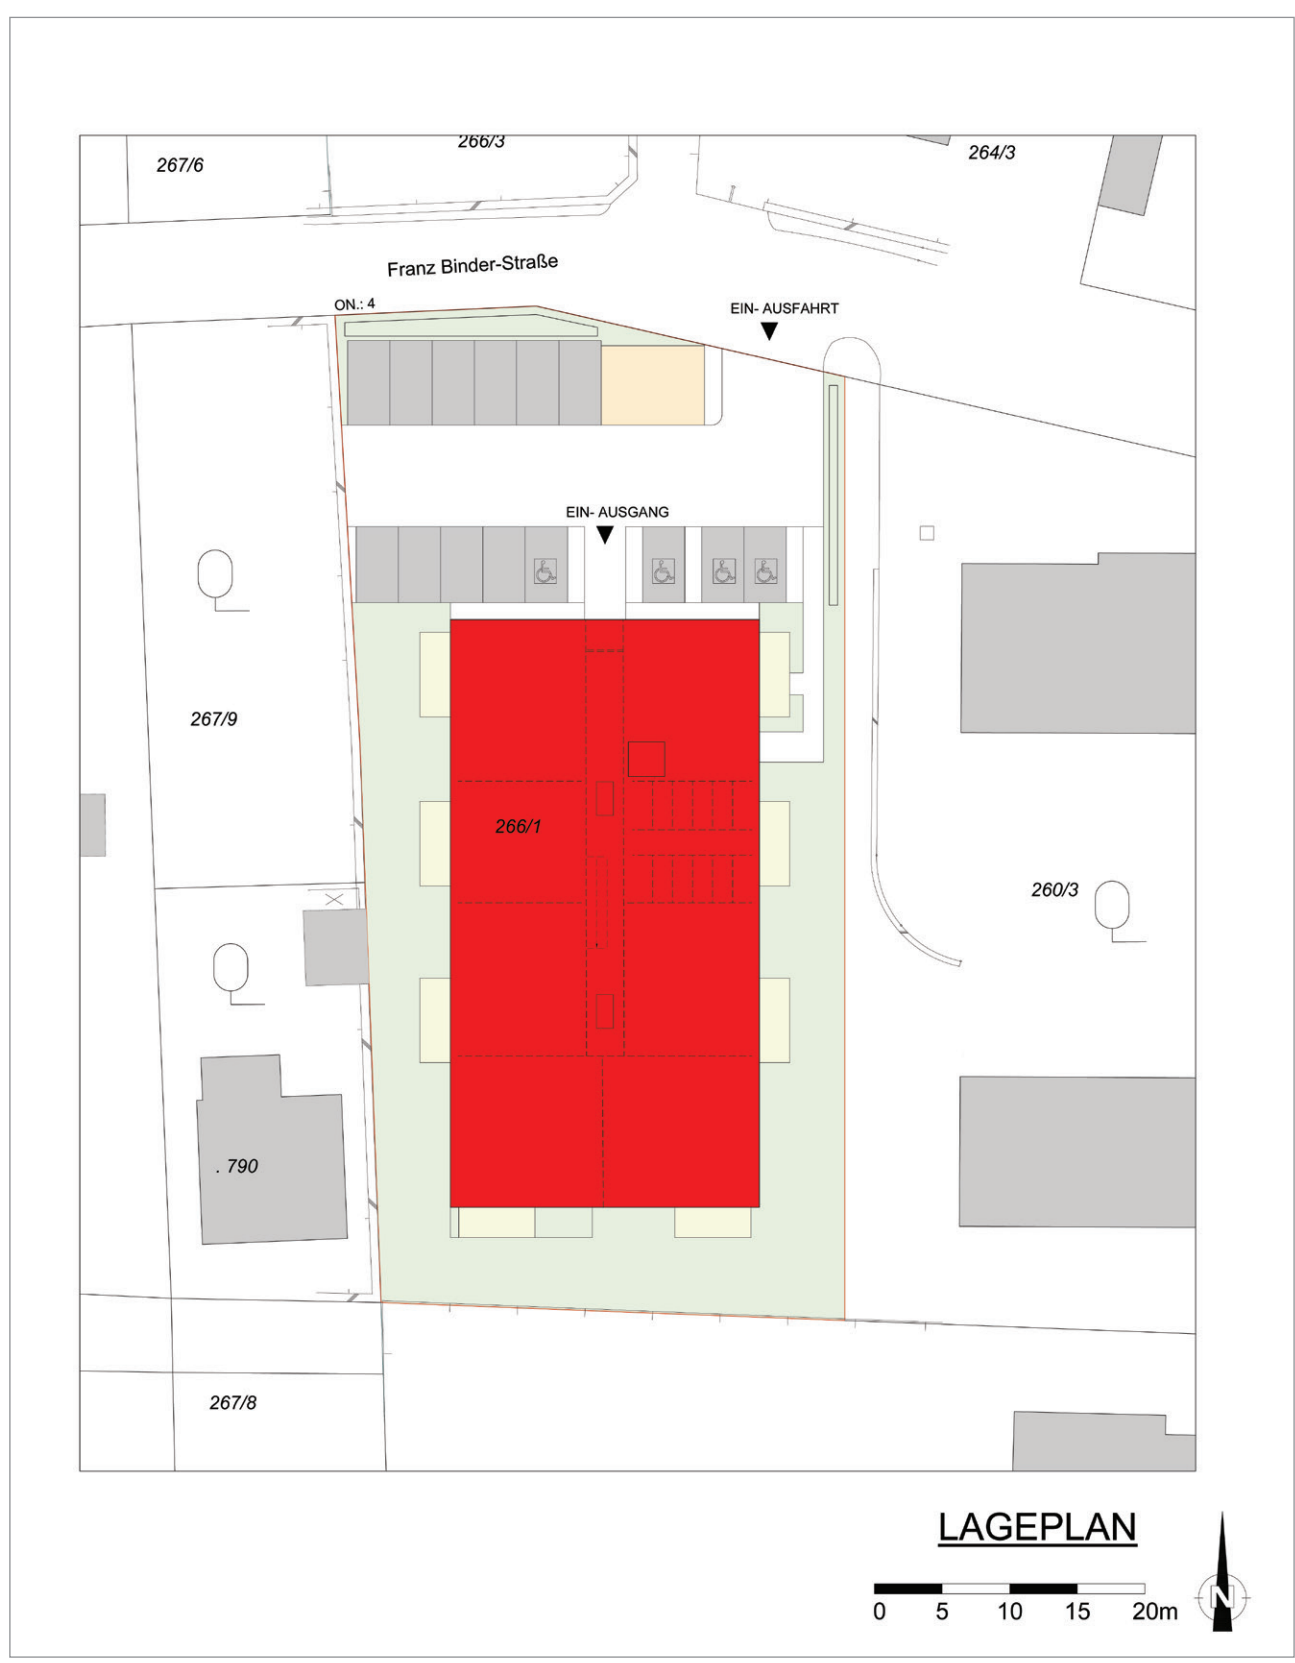 266/3
267/6
264/3
Franz Binder-Straße
ON.: 4
EIN- AUSFAHRT
EIN- AUSGANG
267/9
266/1
260/3
. 790
267/8
LAGEPLAN
0 5 10 15 20m
N